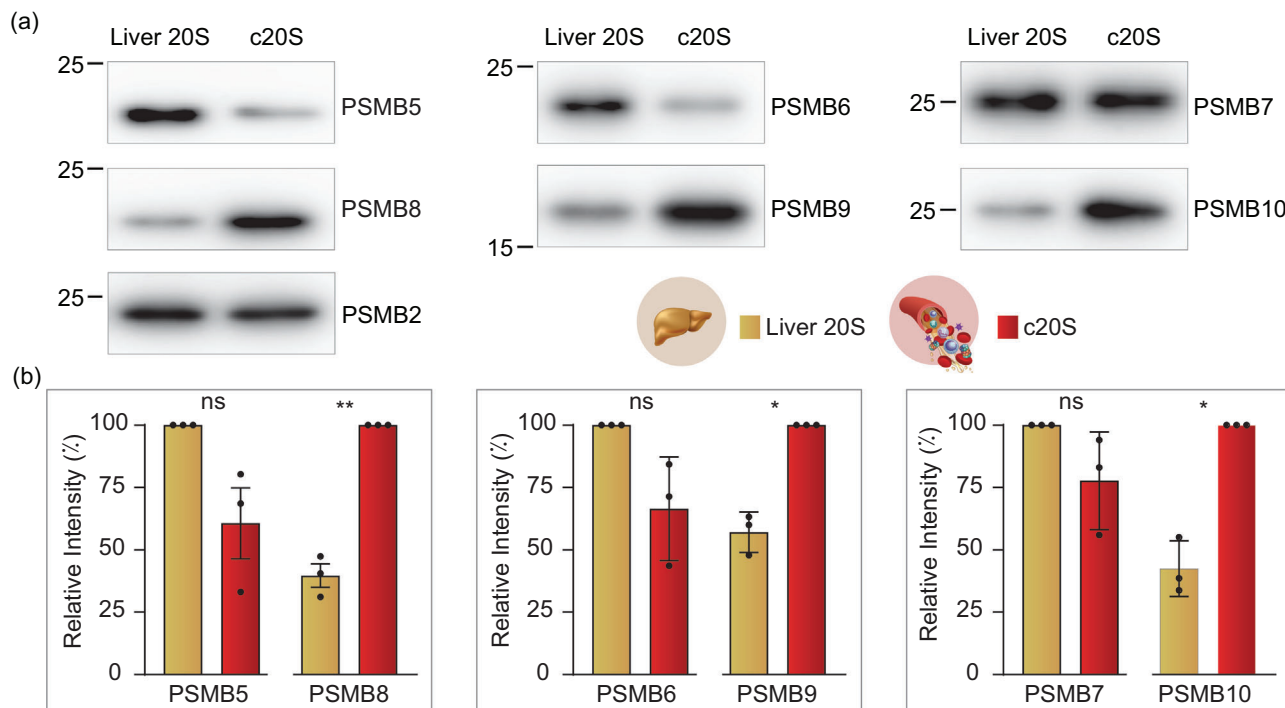 (a)
Liver 20S c20S
25
PSMB5
25
PSMB8
25
PSMB2
Liver 20S c20S
25
PSMB6
PSMB9
15
Liver 20S c20S
25
PSMB7
25
PSMB10
Liver 20S
c20S
(b)
Relative Intensity (%)
100
75
50
25
0
ns
**
PSMB5 PSMB8
Relative Intensity (%)
100
75
50
25
0
ns
*
PSMB6 PSMB9
Relative Intensity (%)
100
75
50
25
0
ns
*
PSMB7 PSMB10